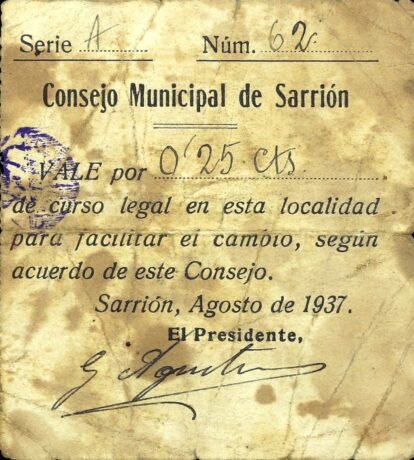 Serie A Núm. 62
Consejo Municipal de Sarrión
VALE por 0'25 cts.
de curso legal en esta localidad
para facilitar el cambio, según
acuerdo de este Consejo.
Sarrión, Agosto de 1937.
El Presidente,